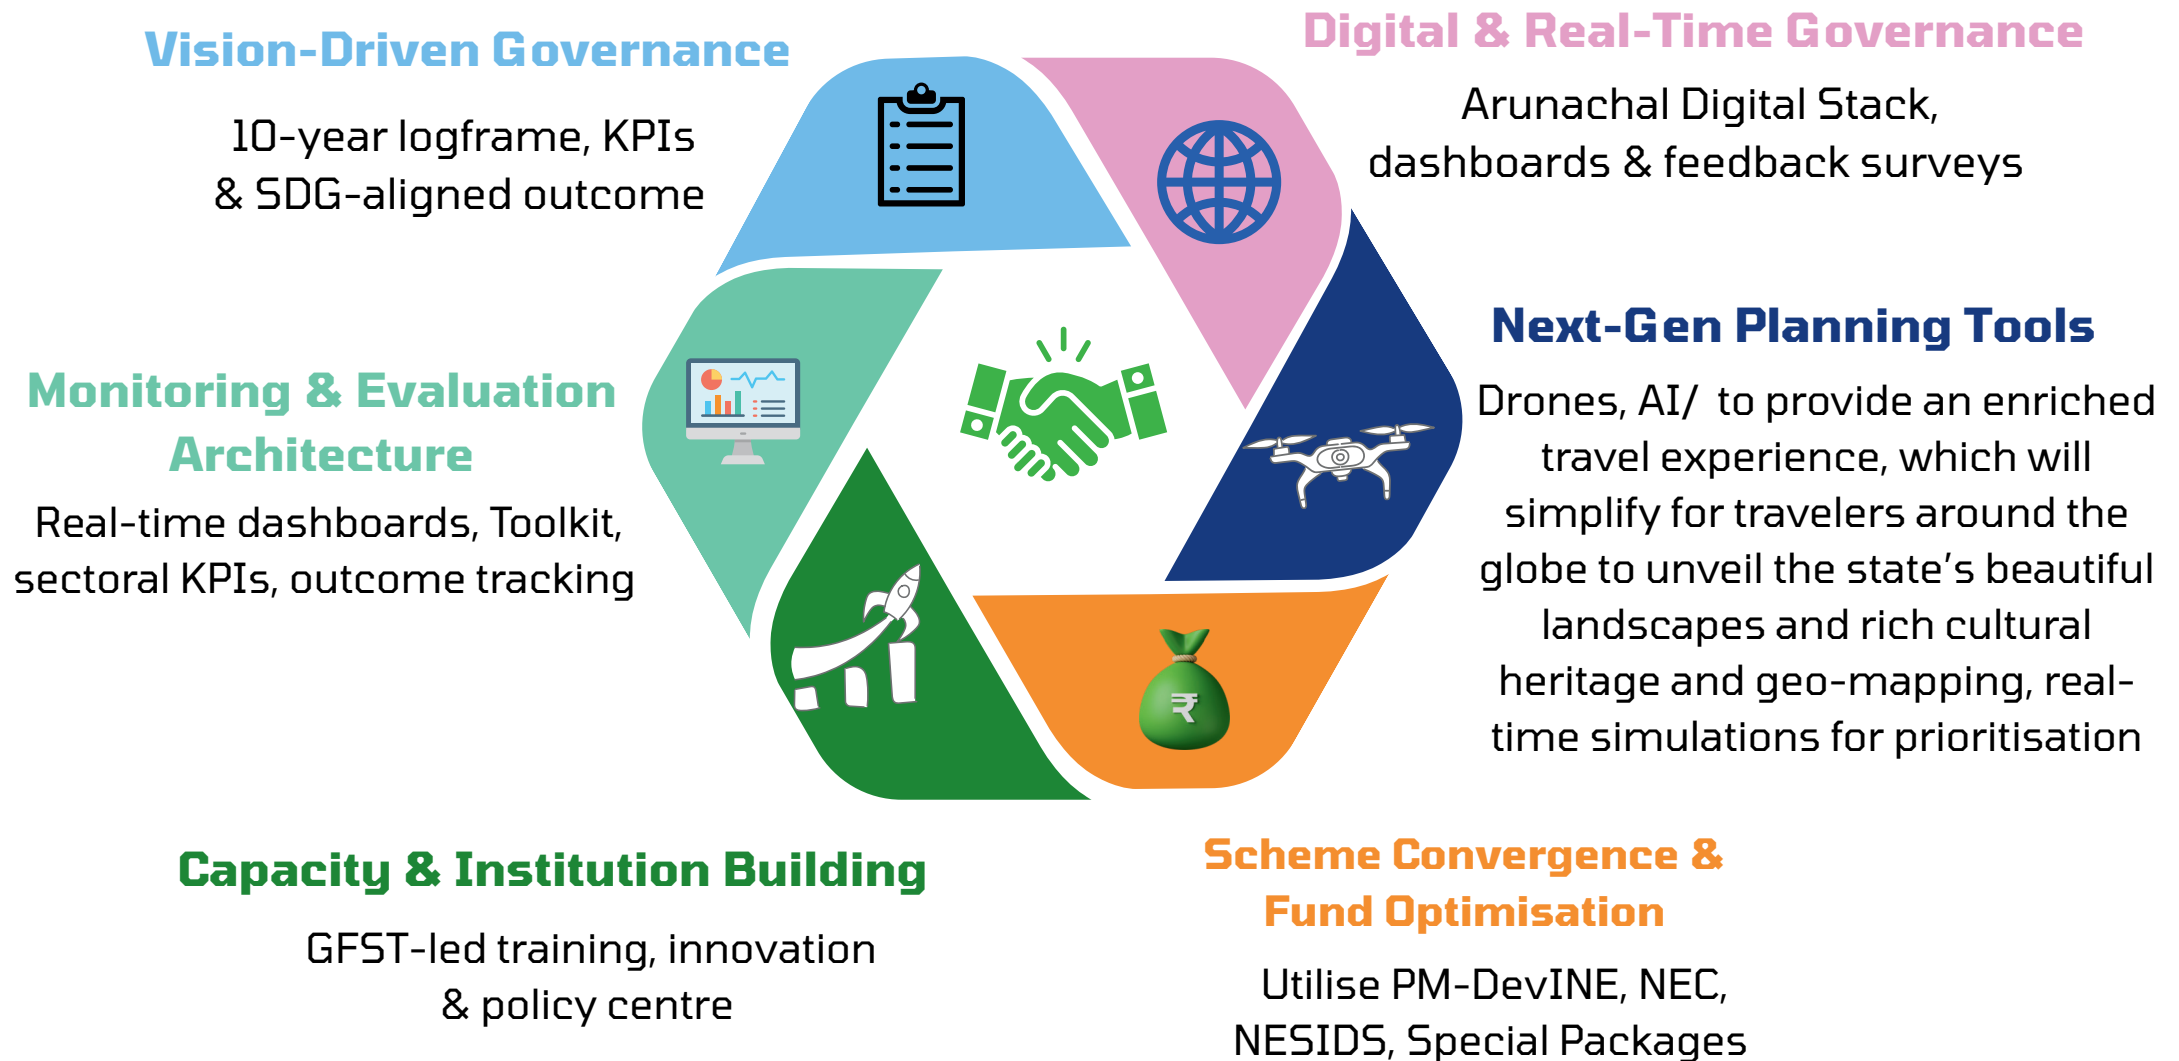 Vision-Driven Governance
10-year logframe, KPIs
& SDG-aligned outcome
Digital & Real-Time Governance
Arunachal Digital Stack,
dashboards & feedback surveys
Next-Gen Planning Tools
Drones, AI/ to provide an enriched
travel experience, which will
simplify for travelers around the
globe to unveil the state's beautiful
landscapes and rich cultural
heritage and geo-mapping, real-
time simulations for prioritisation
Monitoring & Evaluation
Architecture
Real-time dashboards, Toolkit,
sectoral KPIs, outcome tracking
₹
Capacity & Institution Building
GFST-led training, innovation
& policy centre
Scheme Convergence &
Fund Optimisation
Utilise PM-DevINE, NEC,
NESIDS, Special Packages